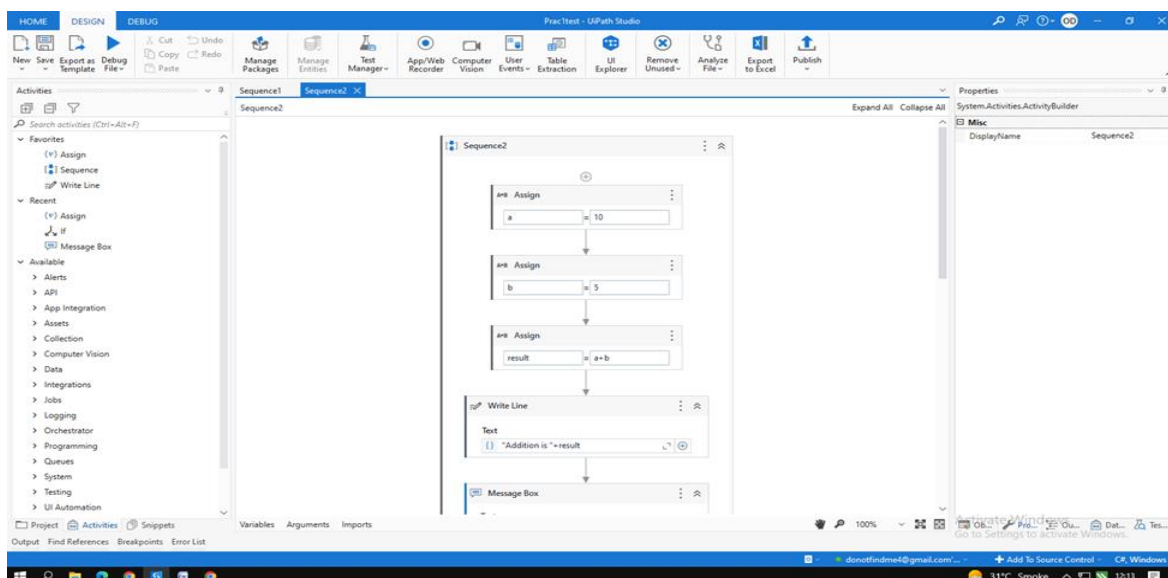 HOME DESIGN DEBUG Prac1test - UiPath Studio OD
New Save Export as Template Debug File Cut Copy Paste Undo Redo Manage Packages Manage Entities Test Manager App/Web Recorder Computer Vision User Events Table Extraction UI Explorer Remove Unused Analyze File Export to Excel Publish
Activities
Search activities (Ctrl+Alt+F)
Favorites
Assign
Sequence
Write Line
Recent
Assign
If
Message Box
Available
Alerts
API
App Integration
Assets
Collection
Computer Vision
Data
Integrations
Jobs
Logging
Orchestrator
Programming
Queues
System
Testing
UI Automation
Project Activities Snippets
Sequence1 Sequence2
Sequence2 Expand All Collapse All
Sequence2
A+B Assign
a = 10
A+B Assign
b = 5
A+B Assign
result = a+b
Write Line
Text
"Addition is "+result
Message Box
Variables Arguments Imports 100%
Properties
System.Activities.ActivityBuilder
Misc
DisplayName Sequence2
Activate Windows
Go to Settings to activate Windows.
Ob... Pro... Ou... Dat... Tes...
Output Find References Breakpoints Error List
donotfindme4@gmail.com'... Add To Source Control C#, Windows
31°C Smoke 12:13